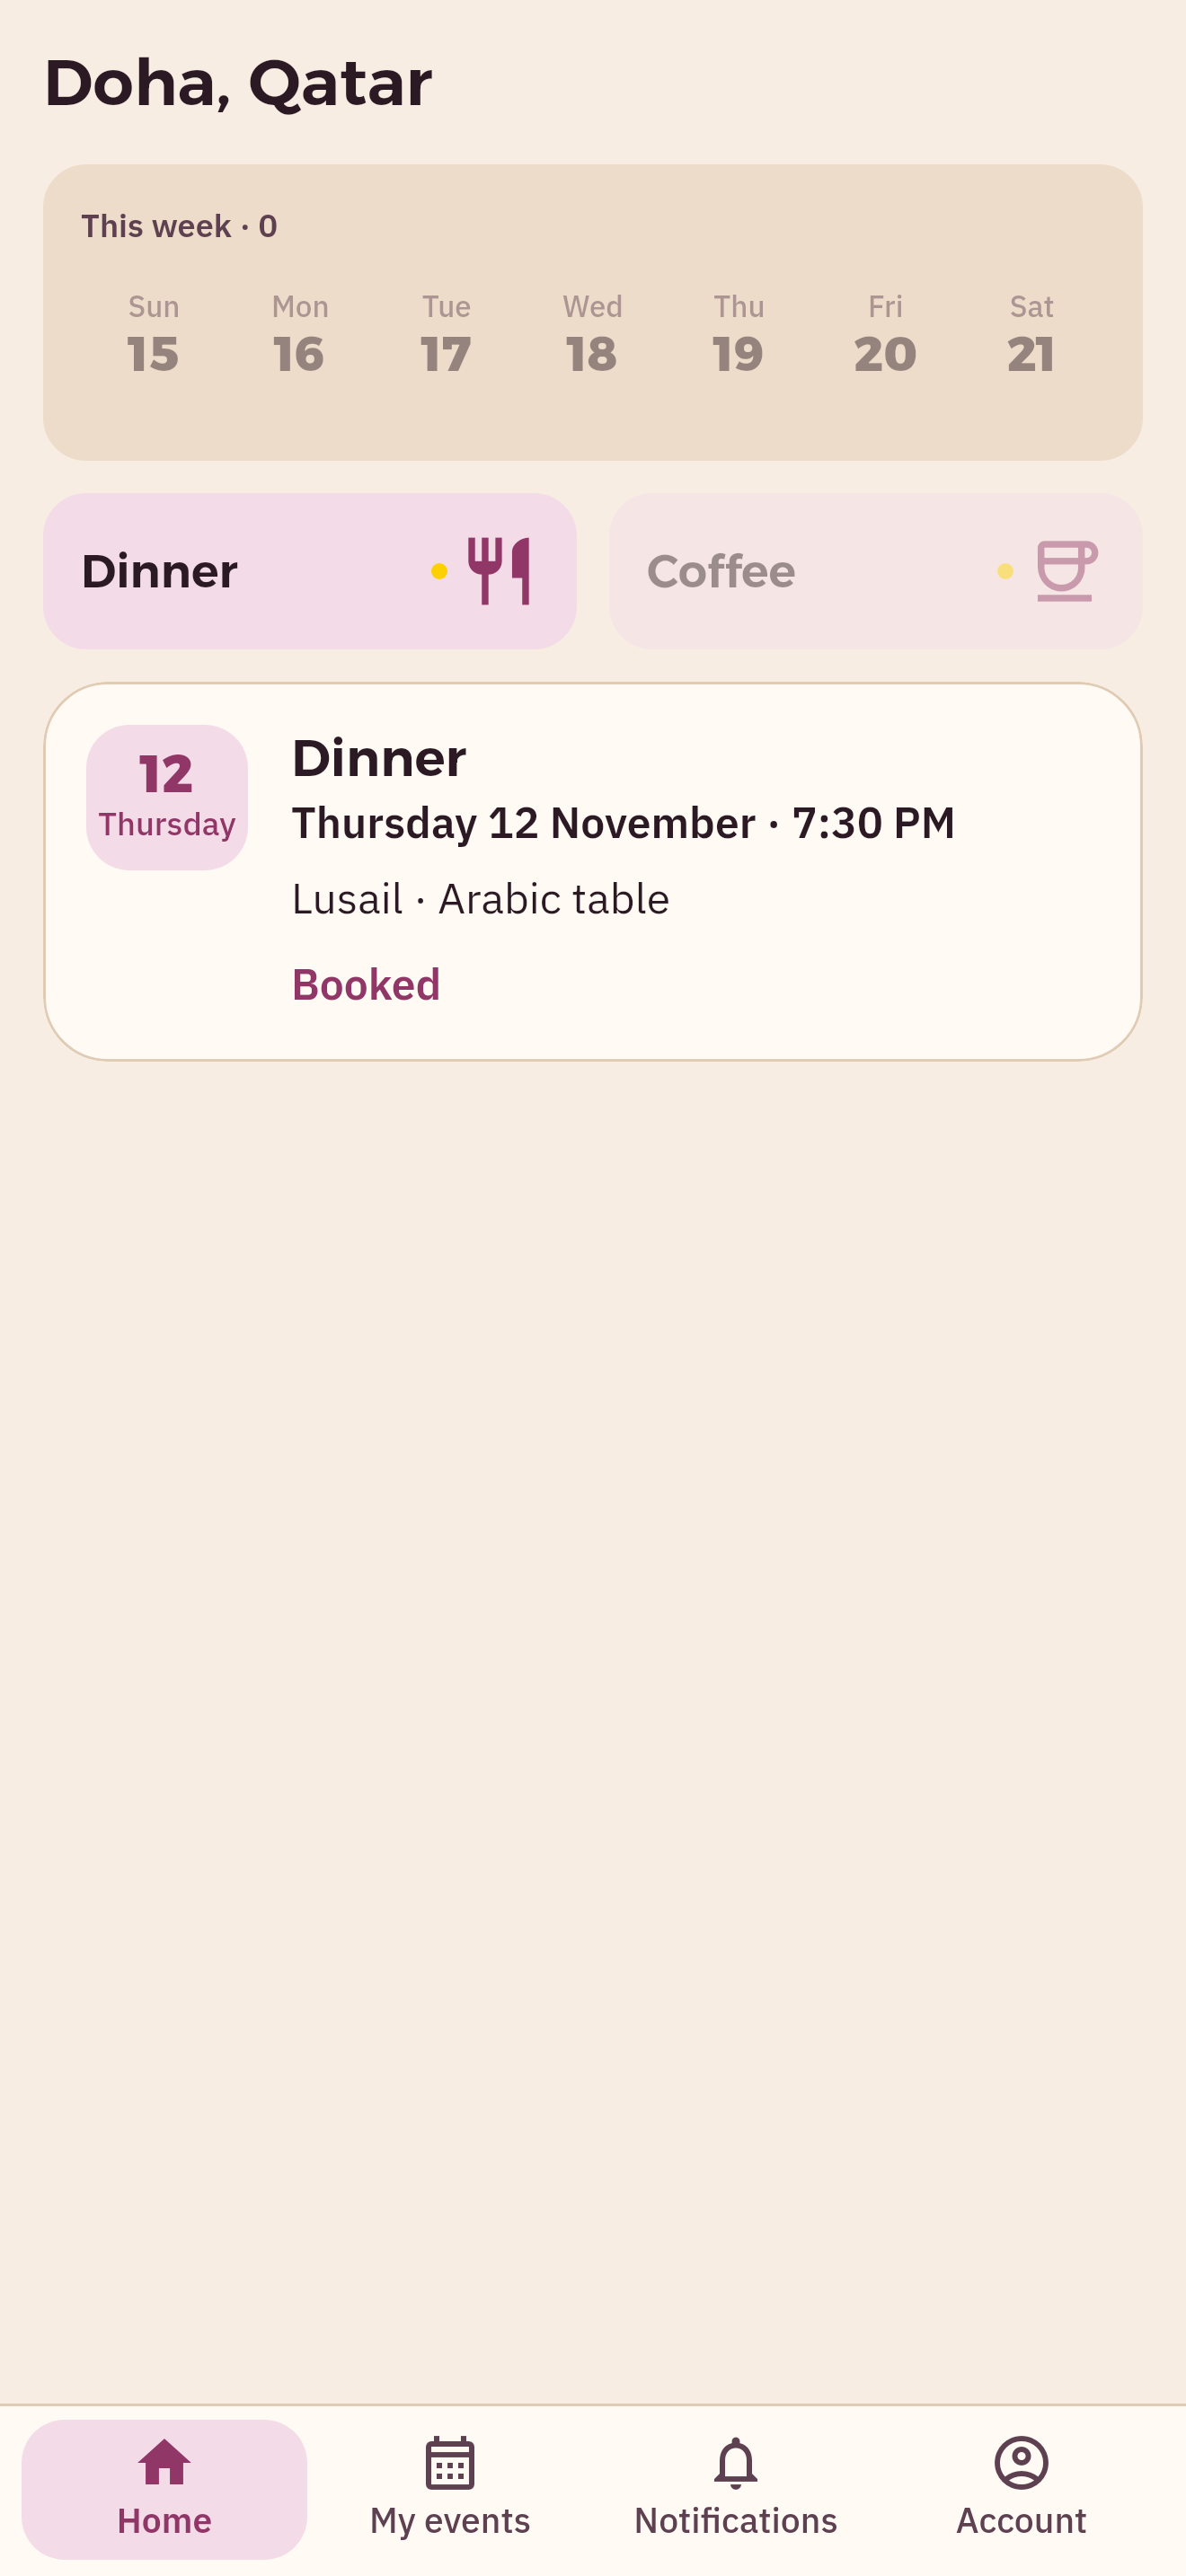 Doha, Qatar
This week · 0
Sun Mon Tue Wed Thu Fri Sat
15 16 17 18 19 20 21
Dinner
Coffee
12
Thursday
Dinner
Thursday 12 November · 7:30 PM
Lusail · Arabic table
Booked
Home My events Notifications Account